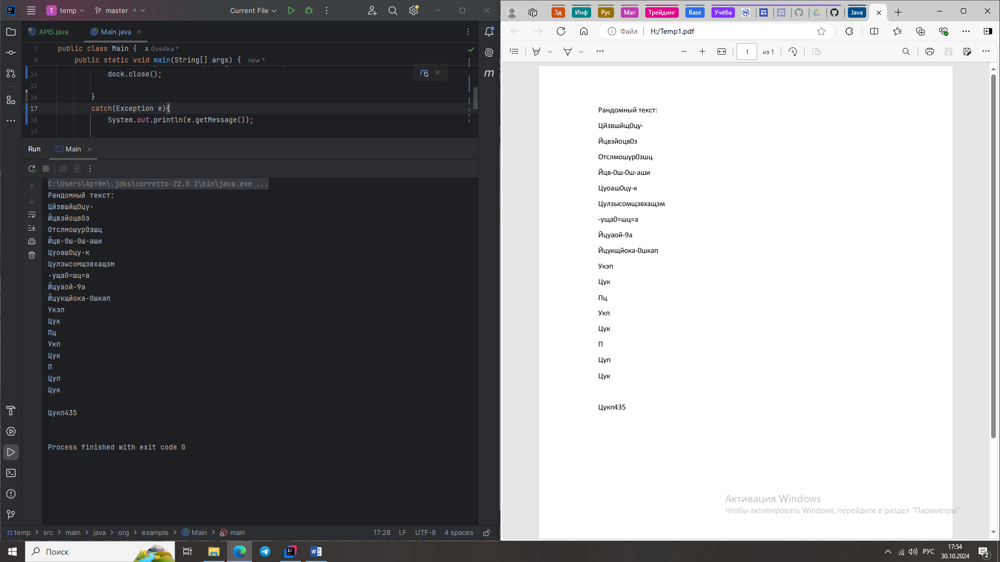 temp
master
Current File
APIS.java
Main.java
7 public class Main { Ove4ka *
8 public static void main(String[] args) { new *
14 dock.close();
15
16 }
17 catch(Exception e){
18 System.out.println(e.getMessage());
19
Run
Main
C:\Users\Артём\.jdks\corretto-22.0.2\bin\java.exe ...
Рандомный текст:
Цйзвшйщ0цу-
Йцвзйоцв0з
Отслмошур0зшц
Йцв-0ш-0ш-аши
Цуоаш0цу-к
Цулзысомщзвхащзм
-уща0=шц=а
Йцуаой-9а
Йцукщйока-0шкап
Укэп
Цук
Пц
Укп
Цук
П
Цуп
Цук
Цукп435
Process finished with exit code 0
temp > src > main > java > org > example > Main > main
17:28 LF UTF-8 4 spaces
Зд Инф Рус Мат Трейдинг Base Учёба Java
Файл H:/Temp1.pdf
1 из 1
Рандомный текст:
Цйзвшйщ0цу-
Йцвзйоцв0з
Отслмошур0зшц
Йцв-0ш-0ш-аши
Цуоаш0цу-к
Цулзысомщзвхащзм
-уща0=шц=а
Йцуаой-9а
Йцукщйока-0шкап
Укэп
Цук
Пц
Укп
Цук
П
Цуп
Цук
Цукп435
Активация Windows
Чтобы активировать Windows, перейдите в раздел "Параметры".
Поиск
РУС
17:54
30.10.2024
2